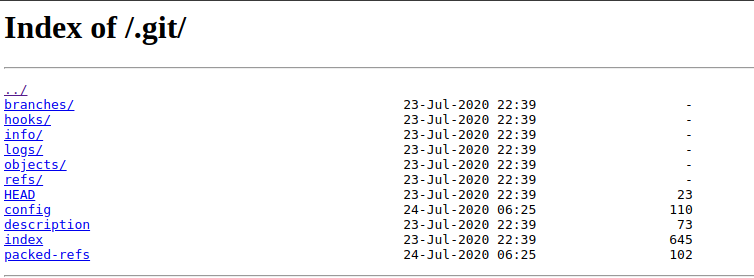 Index of /.git/
../
branches/ 23-Jul-2020 22:39 -
hooks/ 23-Jul-2020 22:39 -
info/ 23-Jul-2020 22:39 -
logs/ 23-Jul-2020 22:39 -
objects/ 23-Jul-2020 22:39 -
refs/ 23-Jul-2020 22:39 -
HEAD 23-Jul-2020 22:39 23
config 24-Jul-2020 06:25 110
description 23-Jul-2020 22:39 73
index 23-Jul-2020 22:39 645
packed-refs 24-Jul-2020 06:25 102